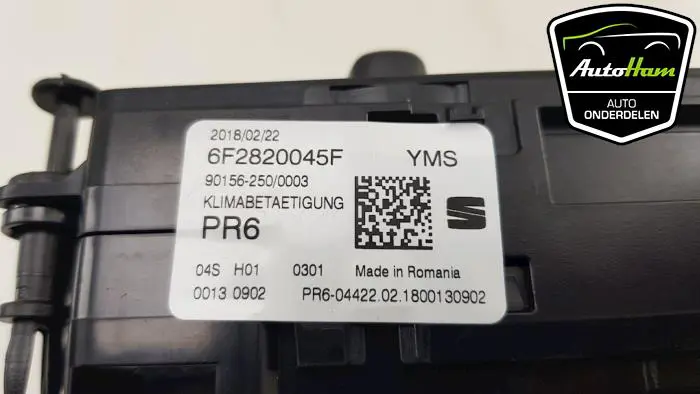 AutoHam
AUTO
ONDERDELEN
2018/02/22
6F2820045F YMS
90156-250/0003
KLIMABETAETIGUNG
PR6
04S H01 0301 Made in Romania
0013 0902 PR6-04422.02.1800130902